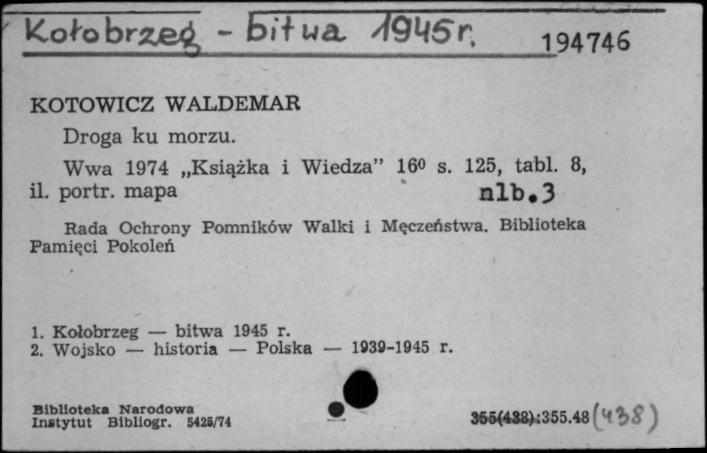 Kołobrzeg - bitwa 1945r.
194746
KOTOWICZ WALDEMAR
Droga ku morzu.
Wwa 1974 „Książka i Wiedza” 16⁰ s. 125, tabl. 8,
il. portr. mapa nlb.3
Rada Ochrony Pomników Walki i Męczeństwa. Biblioteka
Pamięci Pokoleń
1. Kołobrzeg — bitwa 1945 r.
2. Wojsko — historia — Polska — 1939-1945 r.
Biblioteka Narodowa
Instytut Bibliogr. 5425/74
355(438):355.48(438)